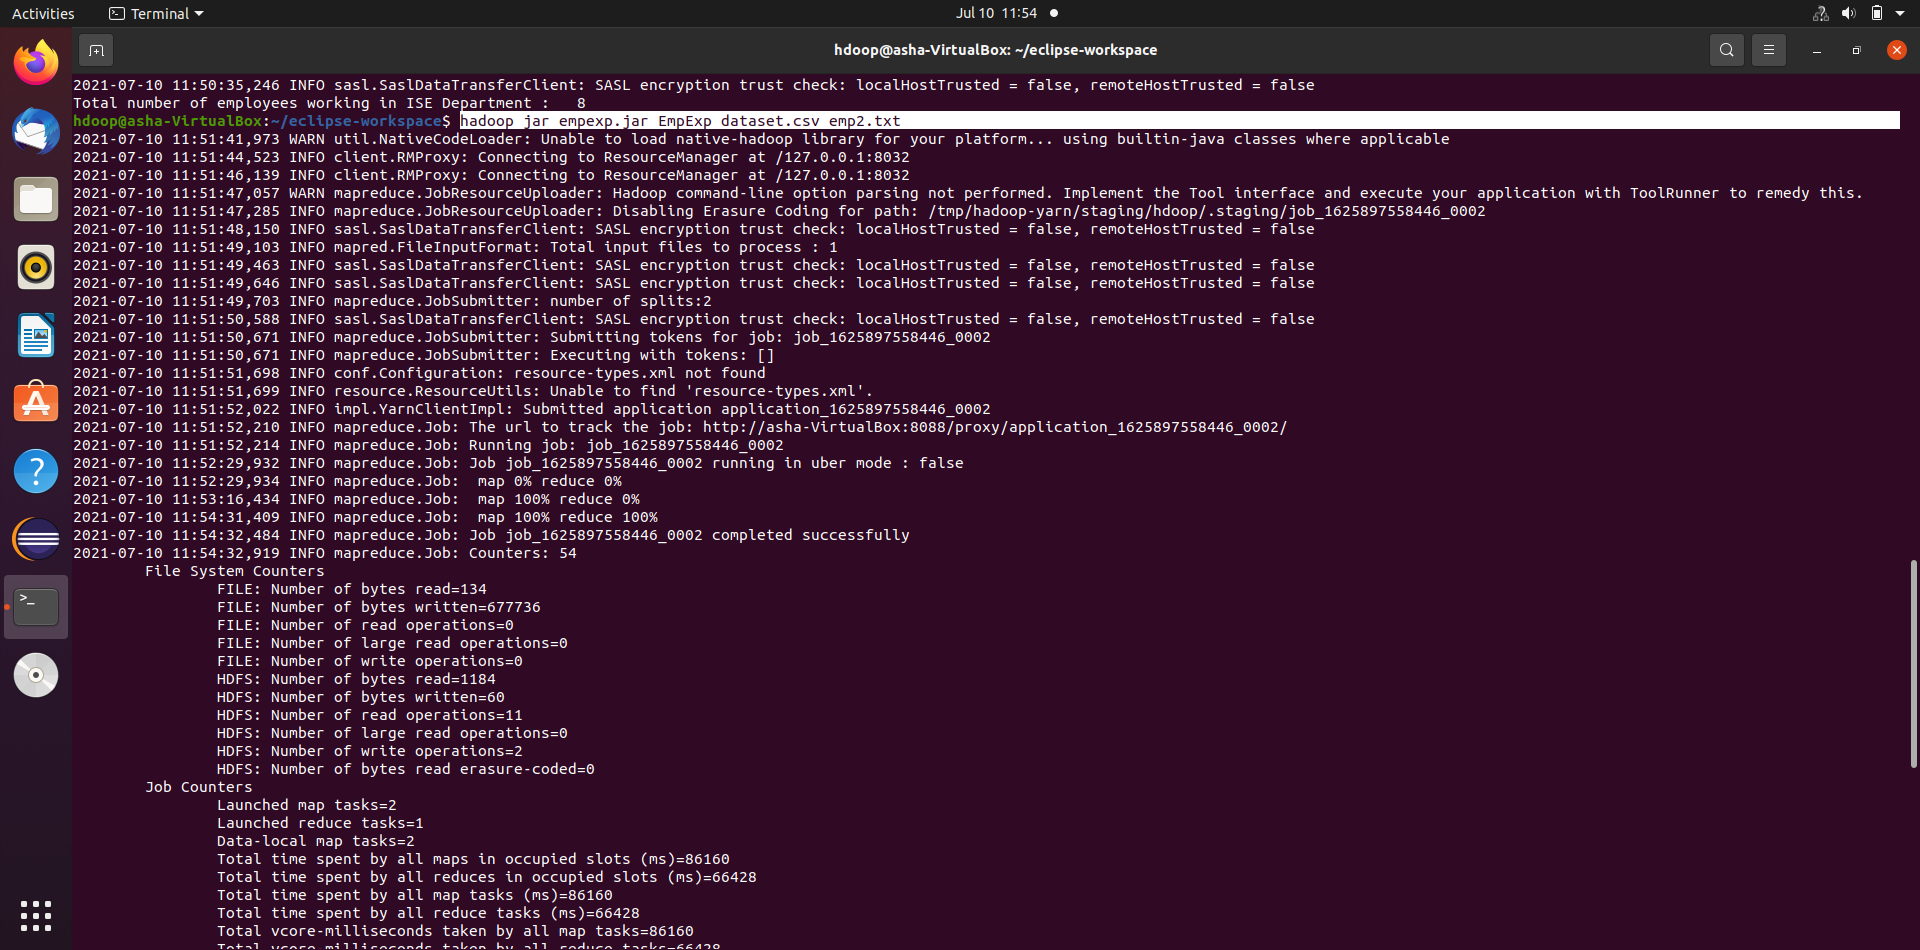 Activities
Terminal
Jul 10 11:54
hdoop@asha-VirtualBox: ~/eclipse-workspace
2021-07-10 11:50:35,246 INFO sasl.SaslDataTransferClient: SASL encryption trust check: localHostTrusted = false, remoteHostTrusted = false
Total number of employees working in ISE Department :   8
hdoop@asha-VirtualBox:~/eclipse-workspace$ hadoop jar empexp.jar EmpExp dataset.csv emp2.txt
2021-07-10 11:51:41,973 WARN util.NativeCodeLoader: Unable to load native-hadoop library for your platform... using builtin-java classes where applicable
2021-07-10 11:51:44,523 INFO client.RMProxy: Connecting to ResourceManager at /127.0.0.1:8032
2021-07-10 11:51:46,139 INFO client.RMProxy: Connecting to ResourceManager at /127.0.0.1:8032
2021-07-10 11:51:47,057 WARN mapreduce.JobResourceUploader: Hadoop command-line option parsing not performed. Implement the Tool interface and execute your application with ToolRunner to remedy this.
2021-07-10 11:51:47,285 INFO mapreduce.JobResourceUploader: Disabling Erasure Coding for path: /tmp/hadoop-yarn/staging/hdoop/.staging/job_1625897558446_0002
2021-07-10 11:51:48,150 INFO sasl.SaslDataTransferClient: SASL encryption trust check: localHostTrusted = false, remoteHostTrusted = false
2021-07-10 11:51:49,103 INFO mapred.FileInputFormat: Total input files to process : 1
2021-07-10 11:51:49,463 INFO sasl.SaslDataTransferClient: SASL encryption trust check: localHostTrusted = false, remoteHostTrusted = false
2021-07-10 11:51:49,646 INFO sasl.SaslDataTransferClient: SASL encryption trust check: localHostTrusted = false, remoteHostTrusted = false
2021-07-10 11:51:49,703 INFO mapreduce.JobSubmitter: number of splits:2
2021-07-10 11:51:50,588 INFO sasl.SaslDataTransferClient: SASL encryption trust check: localHostTrusted = false, remoteHostTrusted = false
2021-07-10 11:51:50,671 INFO mapreduce.JobSubmitter: Submitting tokens for job: job_1625897558446_0002
2021-07-10 11:51:50,671 INFO mapreduce.JobSubmitter: Executing with tokens: []
2021-07-10 11:51:51,698 INFO conf.Configuration: resource-types.xml not found
2021-07-10 11:51:51,699 INFO resource.ResourceUtils: Unable to find 'resource-types.xml'.
2021-07-10 11:51:52,022 INFO impl.YarnClientImpl: Submitted application application_1625897558446_0002
2021-07-10 11:51:52,210 INFO mapreduce.Job: The url to track the job: http://asha-VirtualBox:8088/proxy/application_1625897558446_0002/
2021-07-10 11:51:52,214 INFO mapreduce.Job: Running job: job_1625897558446_0002
2021-07-10 11:52:29,932 INFO mapreduce.Job: Job job_1625897558446_0002 running in uber mode : false
2021-07-10 11:52:29,934 INFO mapreduce.Job:  map 0% reduce 0%
2021-07-10 11:53:16,434 INFO mapreduce.Job:  map 100% reduce 0%
2021-07-10 11:54:31,409 INFO mapreduce.Job:  map 100% reduce 100%
2021-07-10 11:54:32,484 INFO mapreduce.Job: Job job_1625897558446_0002 completed successfully
2021-07-10 11:54:32,919 INFO mapreduce.Job: Counters: 54
File System Counters
FILE: Number of bytes read=134
FILE: Number of bytes written=677736
FILE: Number of read operations=0
FILE: Number of large read operations=0
FILE: Number of write operations=0
HDFS: Number of bytes read=1184
HDFS: Number of bytes written=60
HDFS: Number of read operations=11
HDFS: Number of large read operations=0
HDFS: Number of write operations=2
HDFS: Number of bytes read erasure-coded=0
Job Counters
Launched map tasks=2
Launched reduce tasks=1
Data-local map tasks=2
Total time spent by all maps in occupied slots (ms)=86160
Total time spent by all reduces in occupied slots (ms)=66428
Total time spent by all map tasks (ms)=86160
Total time spent by all reduce tasks (ms)=66428
Total vcore-milliseconds taken by all map tasks=86160
Total vcore-milliseconds taken by all reduce tasks=66428